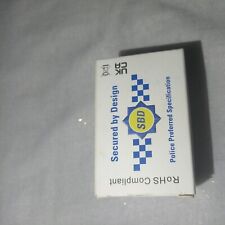 Secured by Design
SBD
Police Preferred Specification
RoHS Compliant
UK
CA